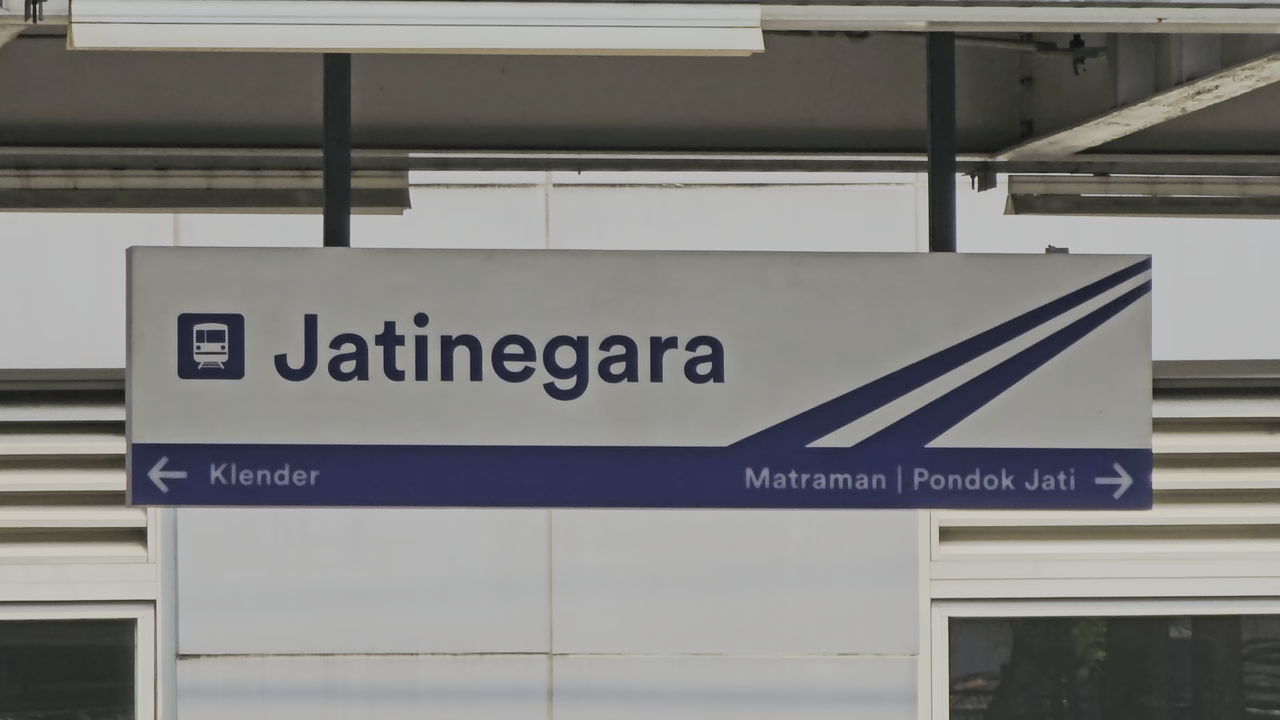 Jatinegara
← Klender
Matraman | Pondok Jati →